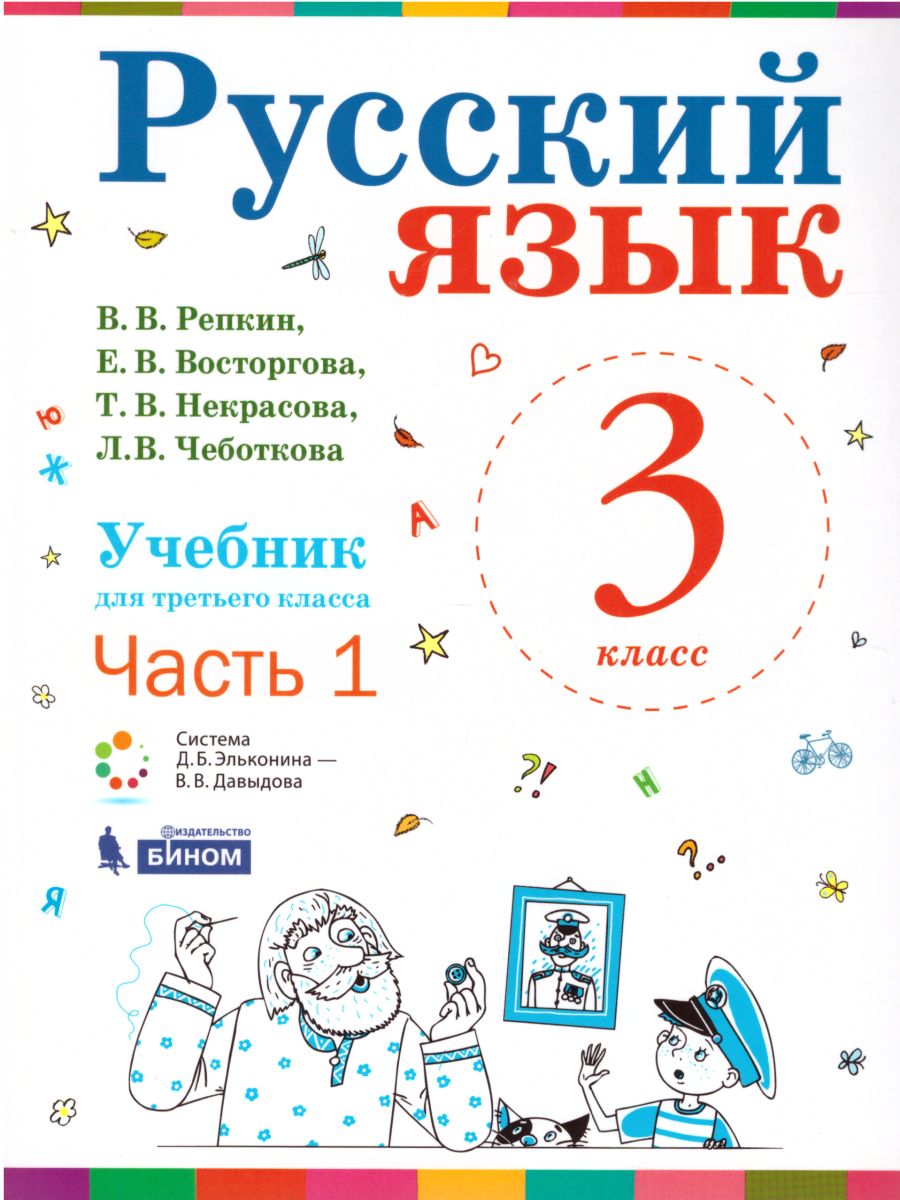 Русский
язык
В. В. Репкин,
Е. В. Восторгова,
Т. В. Некрасова,
Л.В. Чеботкова
Ю
Ж
А
Учебник
для третьего класса
Часть 1
3
класс
Система
Д. Б. Эльконина —
В. В. Давыдова
?!
Н
ИЗДАТЕЛЬСТВО
БИНОМ
?..
Я